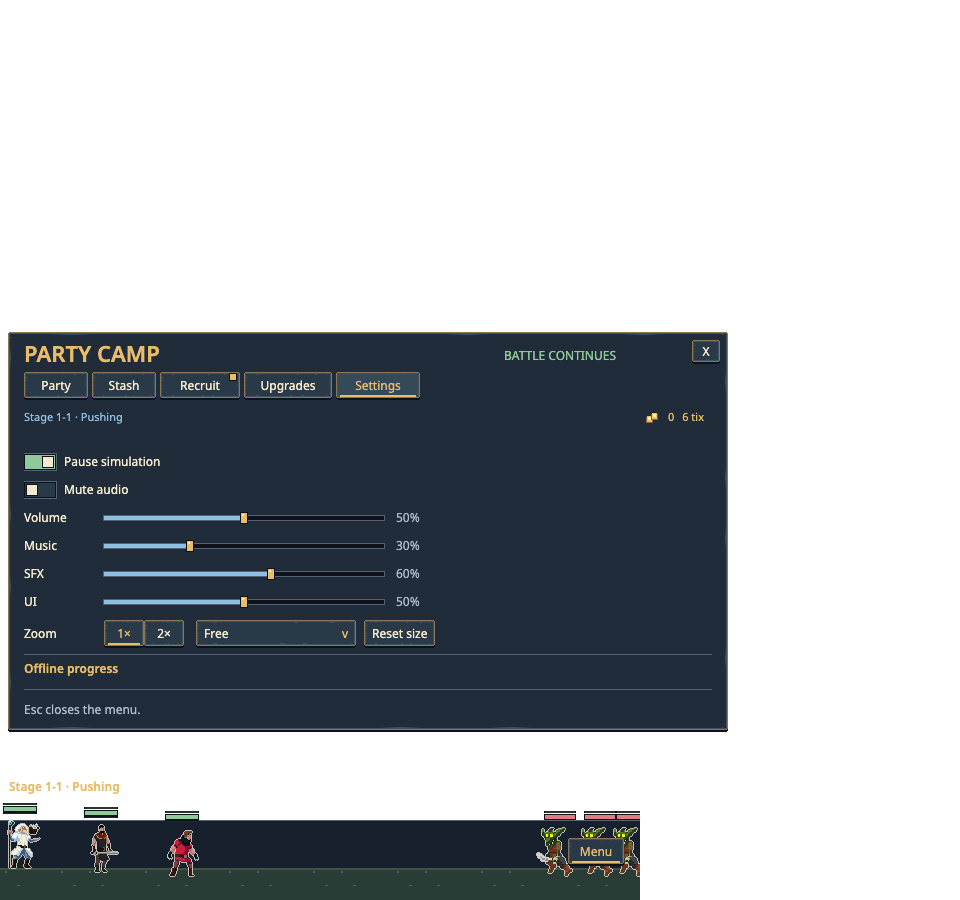 PARTY CAMP BATTLE CONTINUES X
Party Stash Recruit Upgrades Settings
Stage 1-1 · Pushing 0 6 tix
Pause simulation
Mute audio
Volume 50%
Music 30%
SFX 60%
UI 50%
Zoom 1× 2× Free v Reset size
Offline progress
Esc closes the menu.
Stage 1-1 · Pushing
Menu